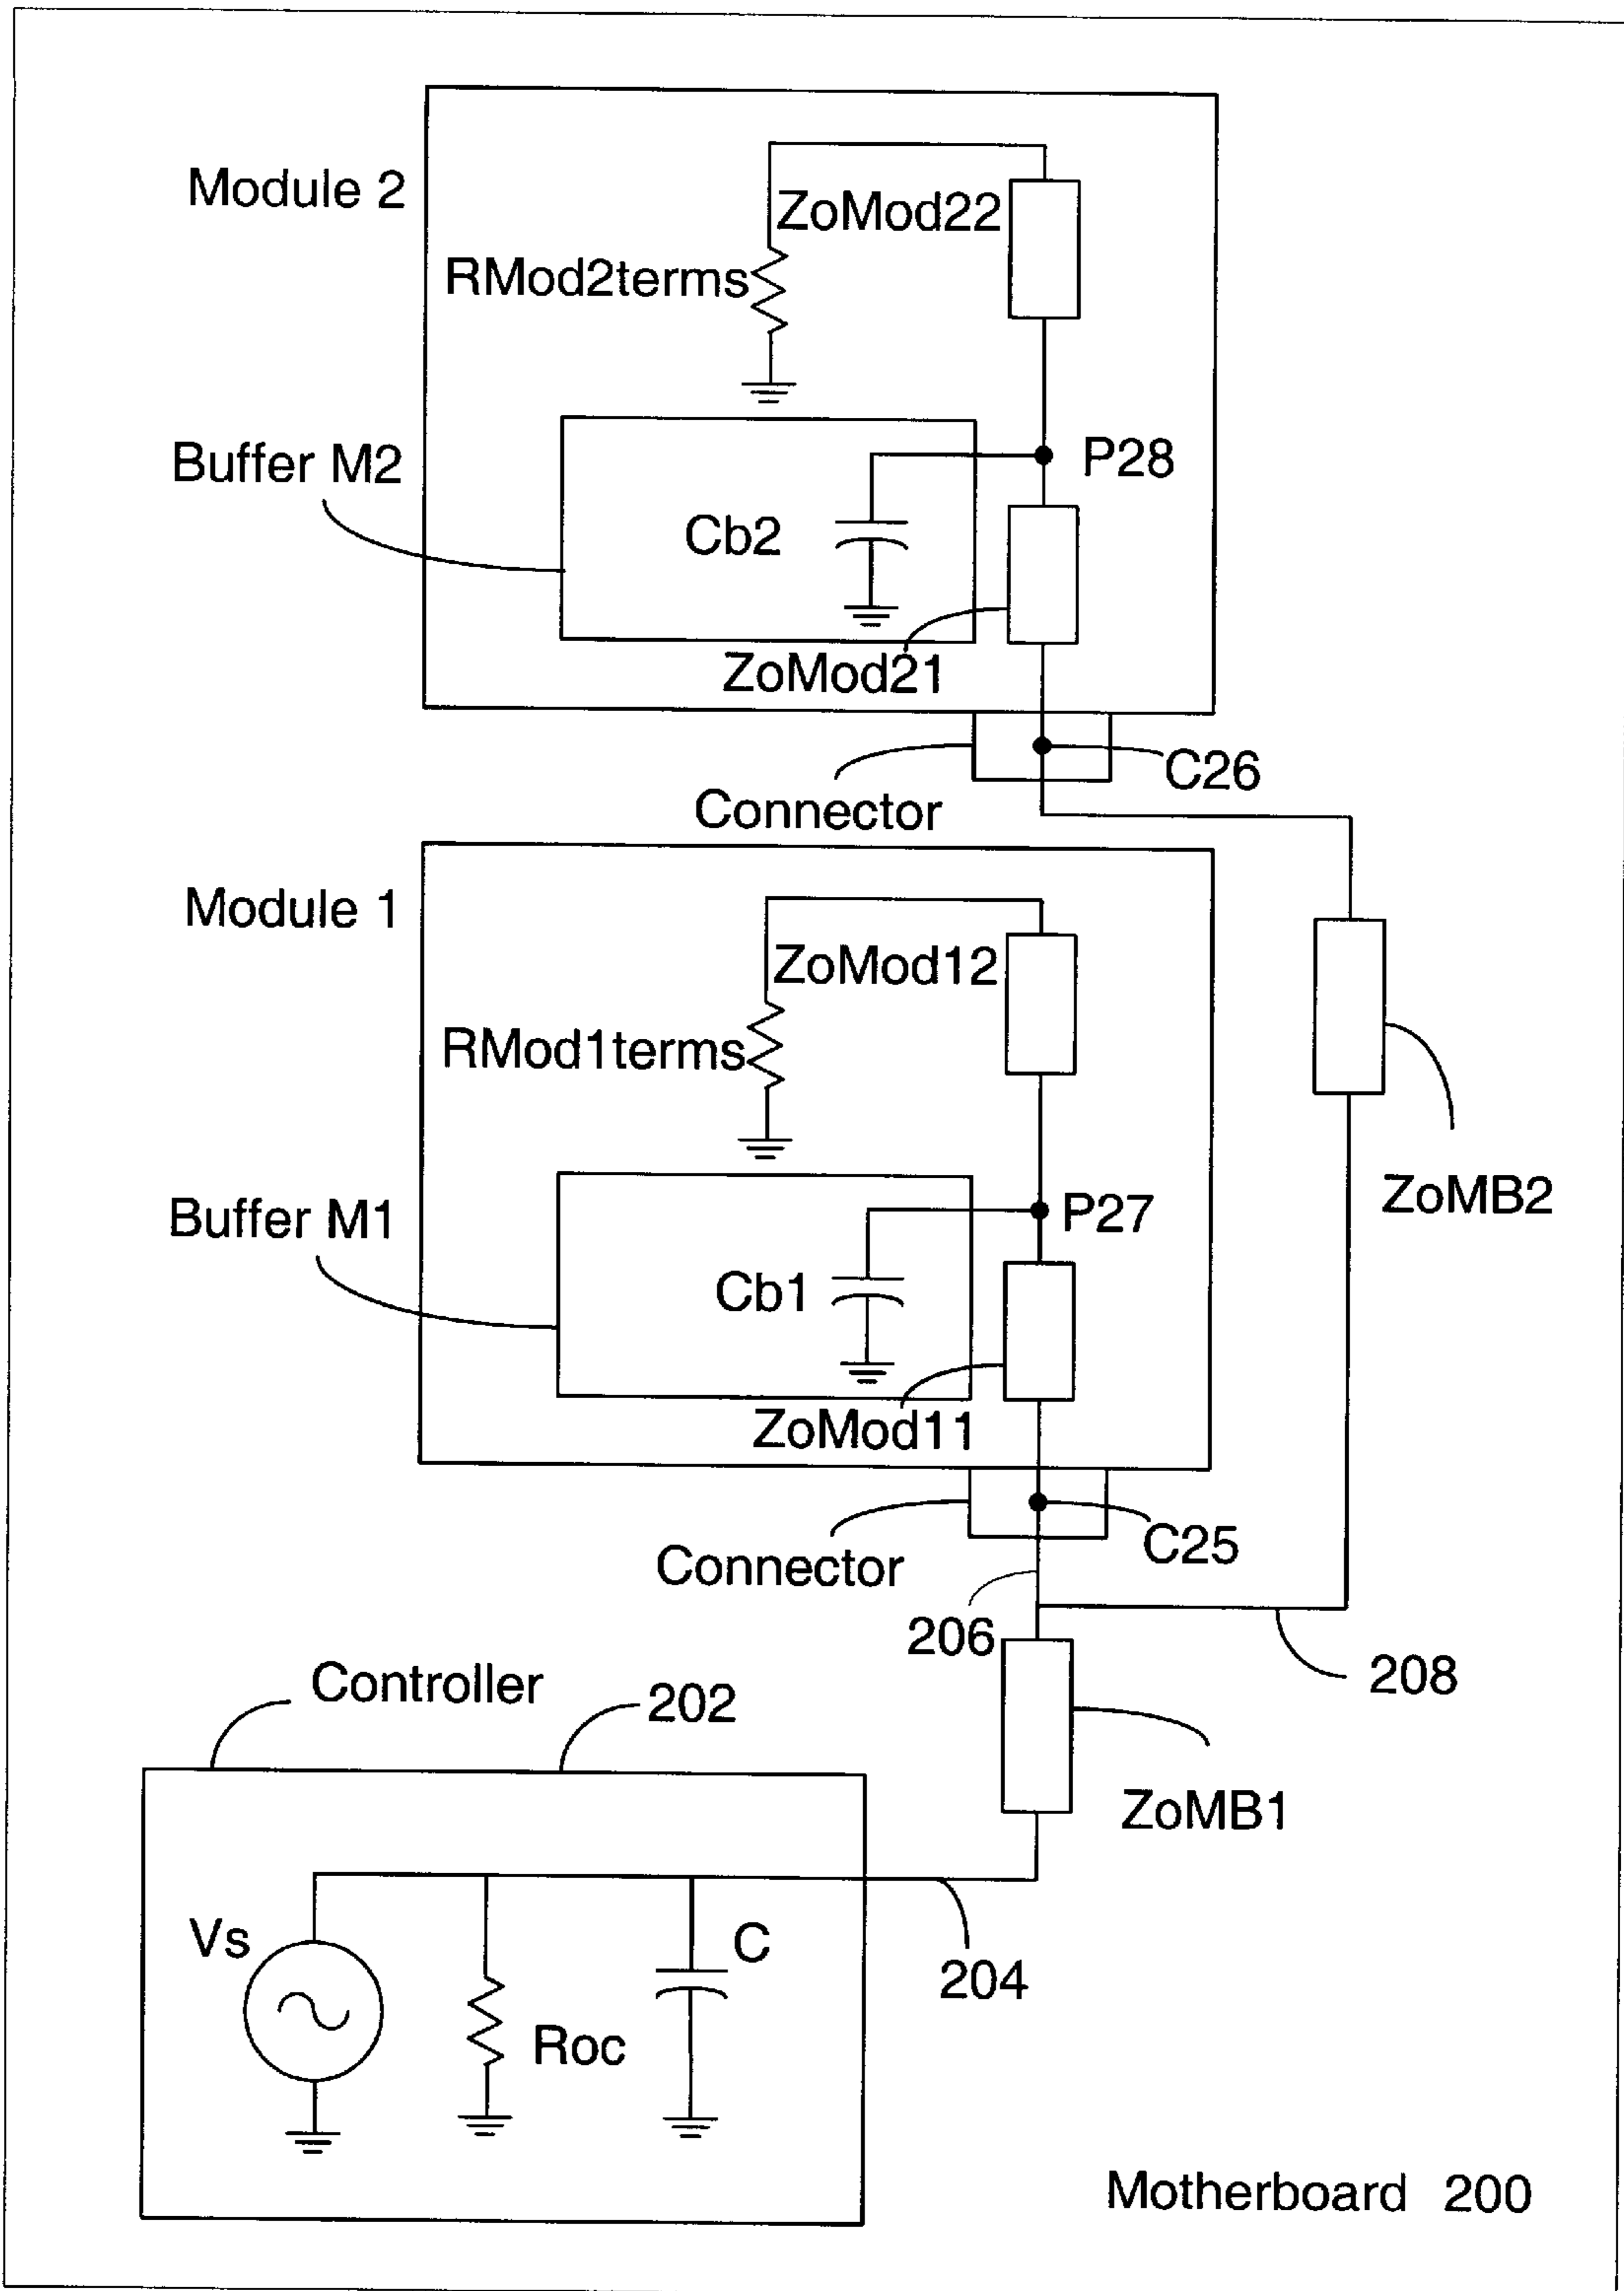 Module 2
ZoMod22
RMod2terms
Buffer M2
P28
Cb2
ZoMod21
C26
Connector
Module 1
ZoMod12
RMod1terms
ZoMB2
Buffer M1
P27
Cb1
ZoMod11
C25
Connector
206
208
Controller
202
ZoMB1
Vs
C
204
Roc
Motherboard 200